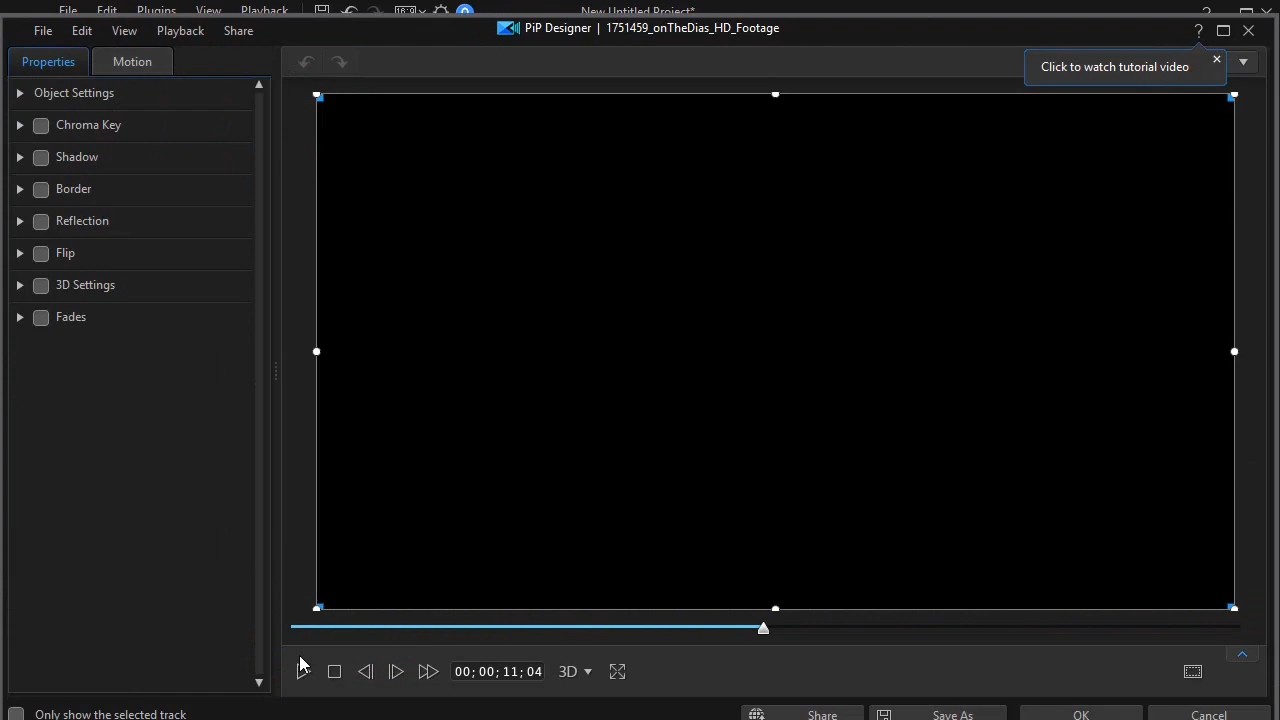 File Edit Plugins View Playback 16:9 New Untitled Project* ?
File Edit View Playback Share PiP Designer | 1751459_onTheDias_HD_Footage ?
Properties Motion
Click to watch tutorial video
Object Settings
Chroma Key
Shadow
Border
Reflection
Flip
3D Settings
Fades
00; 00; 11; 04 3D
Only show the selected track
Share Save As OK Cancel